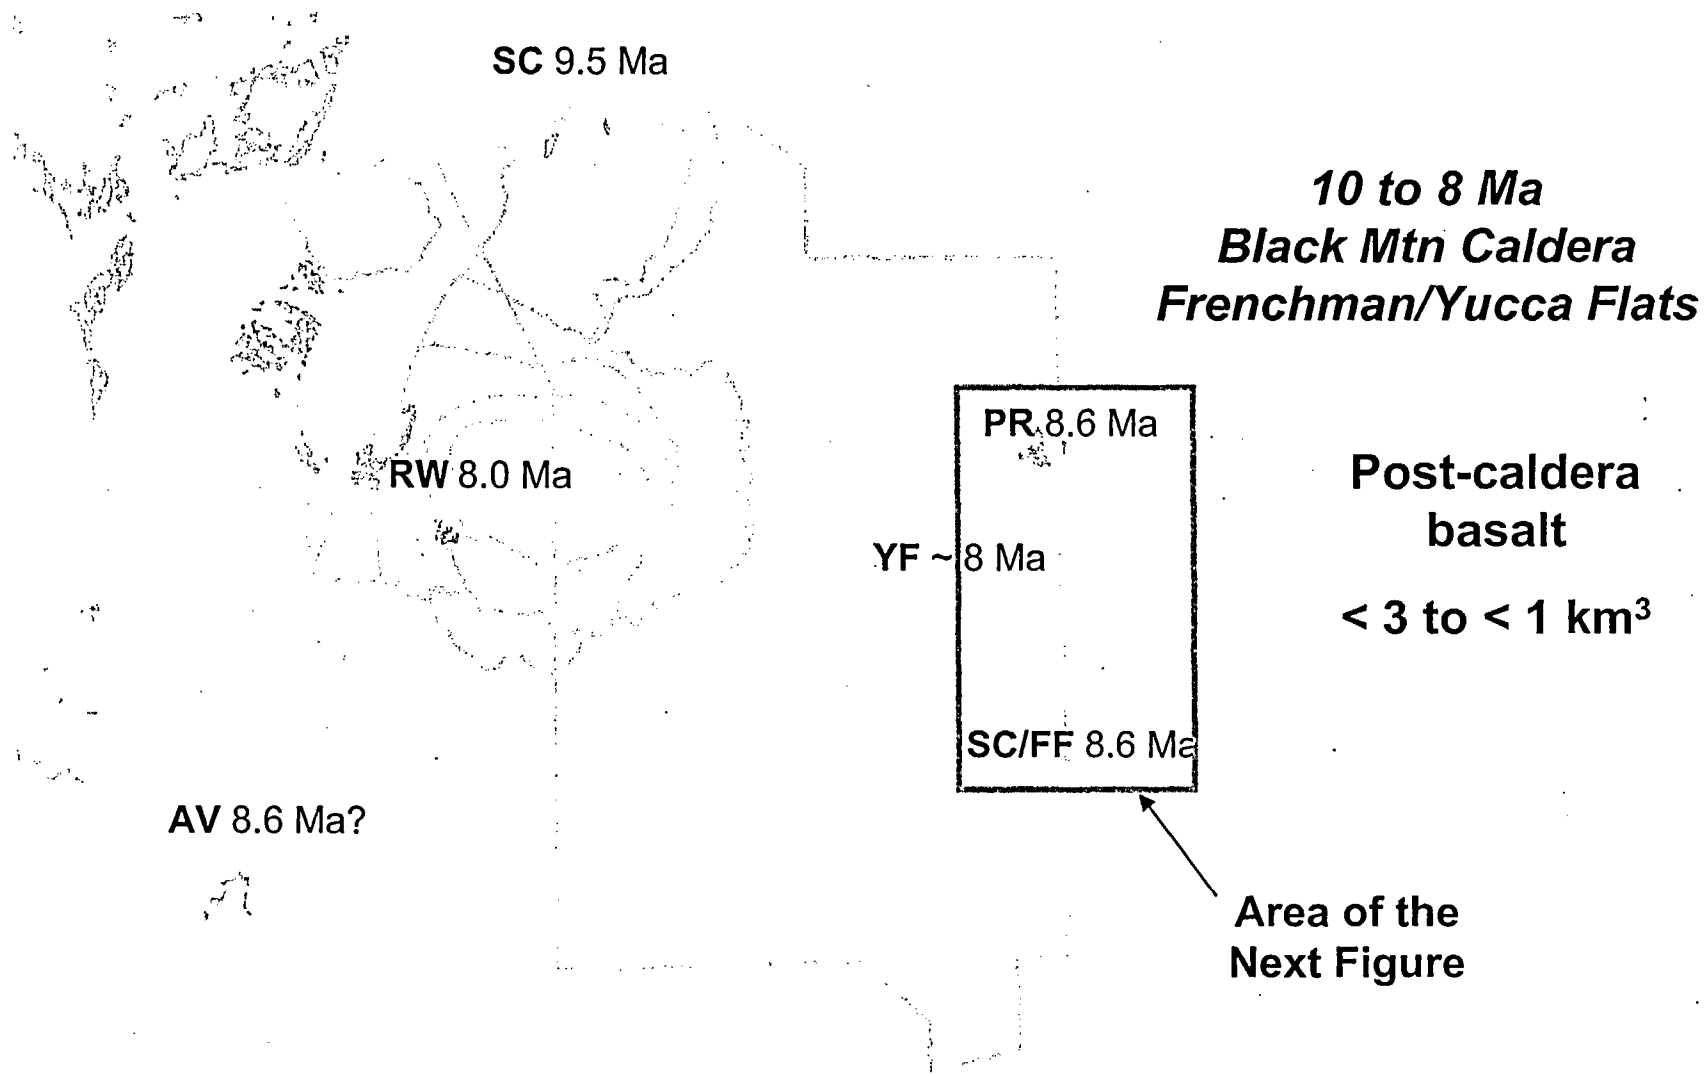 SC 9.5 Ma
10 to 8 Ma
Black Mtn Caldera
Frenchman/Yucca Flats
PR 8.6 Ma
RW 8.0 Ma
Post-caldera
basalt
YF ~ 8 Ma
< 3 to < 1 km³
SC/FF 8.6 Ma
AV 8.6 Ma?
Area of the
Next Figure